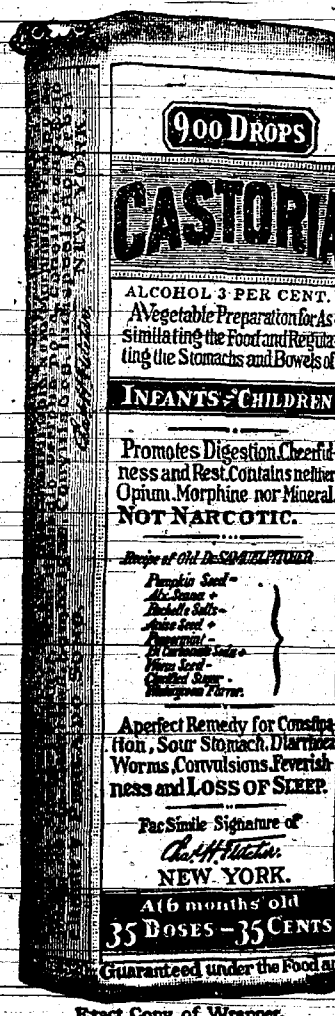 900 DROPS
CASTORIA
ALCOHOL 3 PER CENT.
AVegetable Preparation for As-
similating the Food and Regula-
ting the Stomachs and Bowels of
INFANTS & CHILDREN
Promotes Digestion, Cheerful-
ness and Rest. Contains neither
Opium, Morphine nor Mineral.
NOT NARCOTIC.
Recipe of Old Dr. SAMUEL PITCHER
Pumpkin Seed -
Alx. Senna +
Rochelle Salts -
Anise Seed +
Peppermint -
Bi Carbonate Soda +
Worm Seed -
Clarified Sugar -
Wintergreen Flavor.
A perfect Remedy for Constipa-
tion, Sour Stomach, Diarrhoea
Worms, Convulsions, Feverish-
ness and LOSS OF SLEEP.
Fac Simile Signature of
Chas. H. Fletcher.
NEW YORK.
At 6 months old
35 DOSES - 35 CENTS
Guaranteed under the Food a
Exact Copy of Wrapper.
Chas. H. Fletcher
NEW YORK